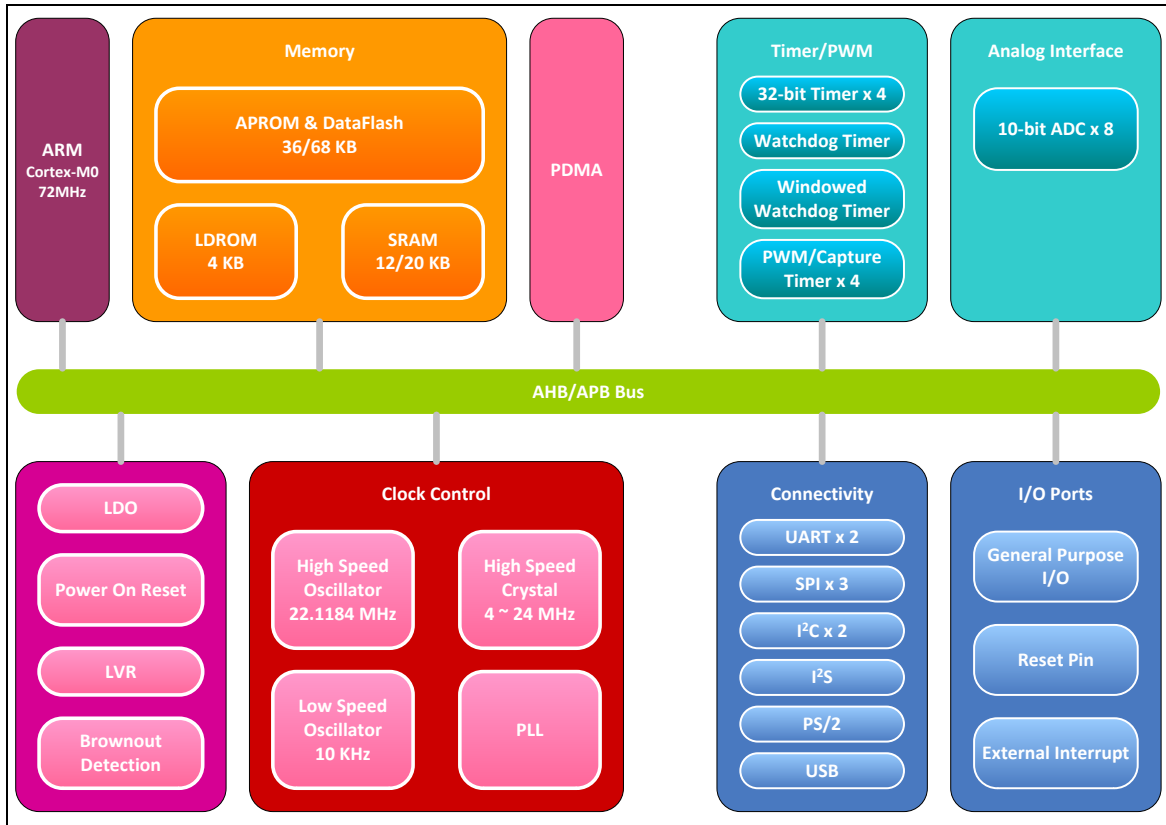 ARM
Cortex-M0
72MHz
Memory
APROM & DataFlash
36/68 KB
LDROM
4 KB
SRAM
12/20 KB
PDMA
Timer/PWM
32-bit Timer x 4
Watchdog Timer
Windowed
Watchdog Timer
PWM/Capture
Timer x 4
Analog Interface
10-bit ADC x 8
AHB/APB Bus
LDO
Power On Reset
LVR
Brownout
Detection
Clock Control
High Speed
Oscillator
22.1184 MHz
High Speed
Crystal
4 ~ 24 MHz
Low Speed
Oscillator
10 KHz
PLL
Connectivity
UART x 2
SPI x 3
I²C x 2
I²S
PS/2
USB
I/O Ports
General Purpose
I/O
Reset Pin
External Interrupt